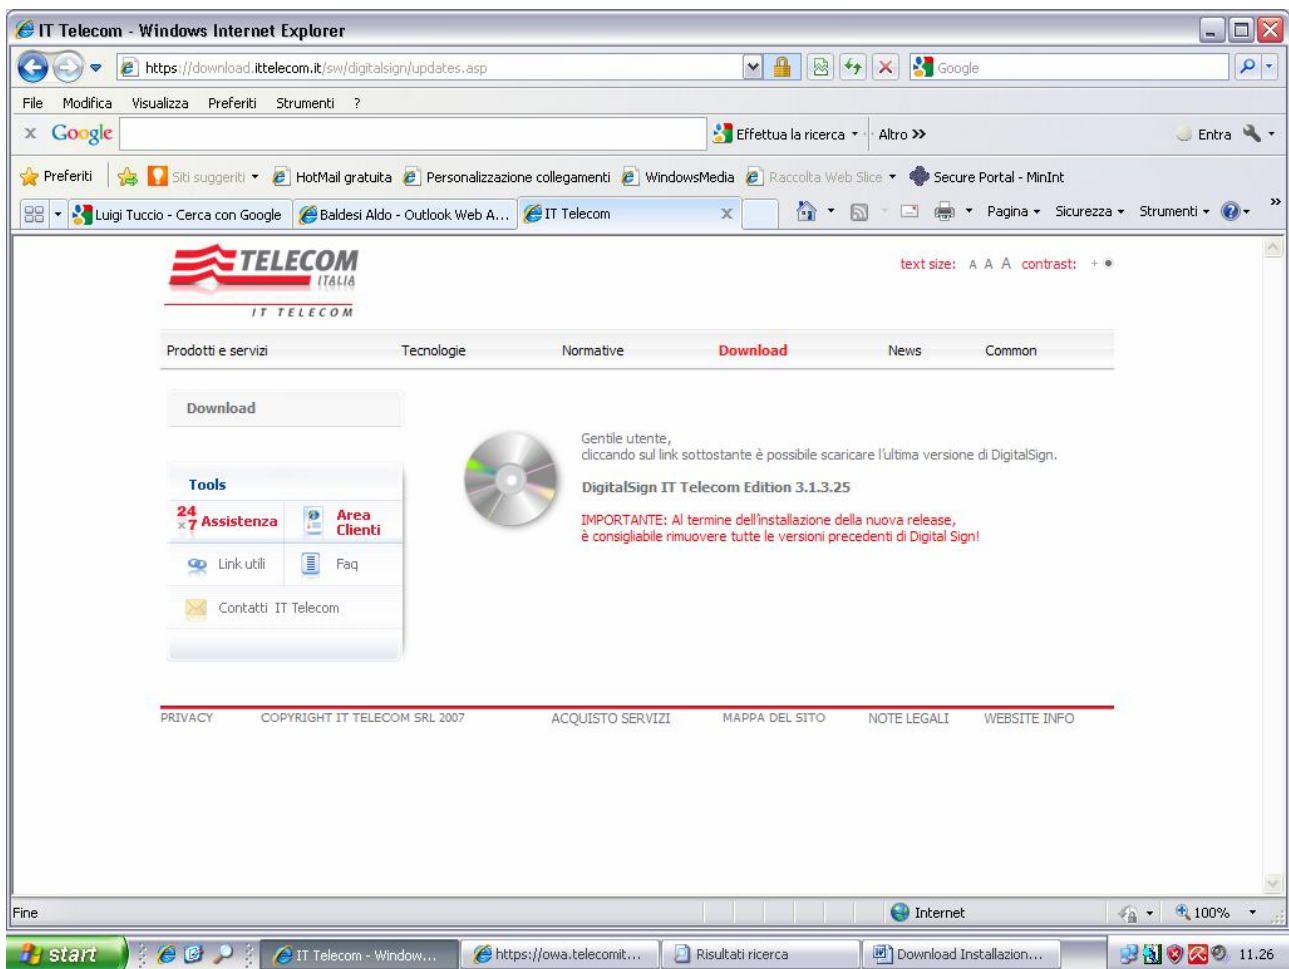 IT Telecom - Windows Internet Explorer
https://download.ittelecom.it/sw/digitalsign/updates.asp
Google
File Modifica Visualizza Preferiti Strumenti ?
x Google Effettua la ricerca Altro >> Entra
Preferiti Siti suggeriti HotMail gratuita Personalizzazione collegamenti WindowsMedia Raccolta Web Slice Secure Portal - MinInt
Luigi Tuccio - Cerca con Google Baldesi Aldo - Outlook Web A... IT Telecom x Pagina Sicurezza Strumenti »
TELECOM
ITALIA
IT TELECOM
text size: A A A contrast: +
Prodotti e servizi Tecnologie Normative Download News Common
Download
Gentile utente,
cliccando sul link sottostante è possibile scaricare l'ultima versione di DigitalSign.
DigitalSign IT Telecom Edition 3.1.3.25
IMPORTANTE: Al termine dell'installazione della nuova release,
è consigliabile rimuovere tutte le versioni precedenti di Digital Sign!
Tools
24x7 Assistenza
Area Clienti
Link utili
Faq
Contatti IT Telecom
PRIVACY COPYRIGHT IT TELECOM SRL 2007 ACQUISTO SERVIZI MAPPA DEL SITO NOTE LEGALI WEBSITE INFO
Fine Internet 100%
start IT Telecom - Window... https://owa.telecomit... Risultati ricerca Download Installazion... 11.26